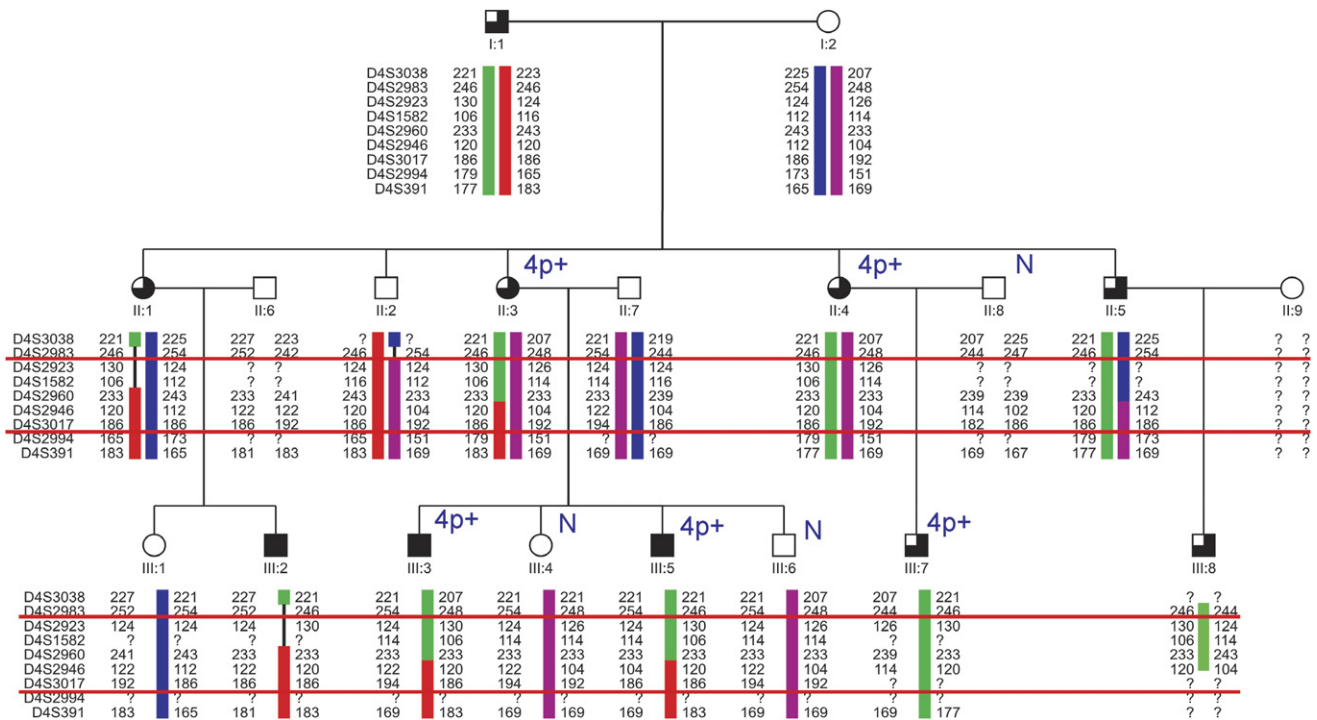 I:1 I:2
D4S3038 221 223 225 207
D4S2983 246 246 254 248
D4S2923 130 124 124 126
D4S1582 106 116 112 114
D4S2960 233 243 243 233
D4S2946 120 120 112 104
D4S3017 186 186 186 192
D4S2994 179 165 173 151
D4S391 177 183 165 169
4p+ 4p+ N
II:1 II:6 II:2 II:3 II:7 II:4 II:8 II:5 II:9
D4S3038 221 225 227 223 ? ? 221 207 221 219 221 207 207 225 221 225 ? ?
D4S2983 246 254 252 242 246 254 246 248 254 244 246 248 244 247 246 254 ? ?
D4S2923 130 124 ? ? 124 124 130 126 124 124 130 126 ? ? ? ? ? ?
D4S1582 106 112 ? ? 116 112 106 114 114 116 106 114 ? ? ? ? ? ?
D4S2960 233 243 233 241 243 233 233 233 233 239 233 233 239 239 233 243 ? ?
D4S2946 120 112 122 122 120 104 120 104 122 104 120 104 114 102 120 112 ? ?
D4S3017 186 186 186 192 186 192 186 192 194 186 186 192 182 186 186 186 ? ?
D4S2994 165 173 ? ? 165 151 179 151 ? ? 179 151 ? ? 179 173 ? ?
D4S391 183 165 181 183 183 169 183 169 169 169 177 169 169 167 177 169 ? ?
4p+ N 4p+ N 4p+
III:1 III:2 III:3 III:4 III:5 III:6 III:7 III:8
D4S3038 227 221 227 221 221 207 221 221 221 221 221 207 207 221 ? ?
D4S2983 252 254 252 246 254 248 254 248 254 246 254 248 244 246 246 244
D4S2923 124 124 124 130 124 130 124 126 124 130 124 126 126 130 130 124
D4S1582 ? ? ? ? 114 106 114 114 114 106 114 114 ? ? 106 114
D4S2960 241 243 233 233 233 233 233 233 233 233 233 233 239 233 233 243
D4S2946 122 112 122 120 122 120 122 104 104 120 122 104 114 120 120 104
D4S3017 192 186 186 186 194 186 194 192 186 186 194 192 ? ? ? ?
D4S2994 ? ? ? ? ? ? ? ? ? ? ? ? ? ? ? ?
D4S391 183 165 181 183 169 183 169 169 169 183 169 169 169 177 ? ?